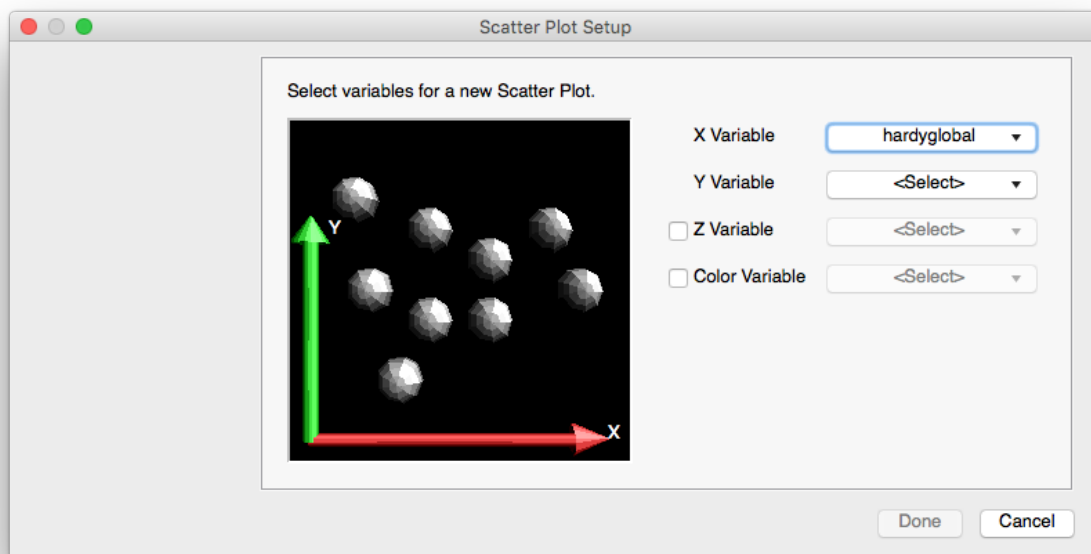 Scatter Plot Setup
Select variables for a new Scatter Plot.
X Variable hardyglobal
Y Variable <Select>
Z Variable <Select>
Color Variable <Select>
Y
X
Done Cancel